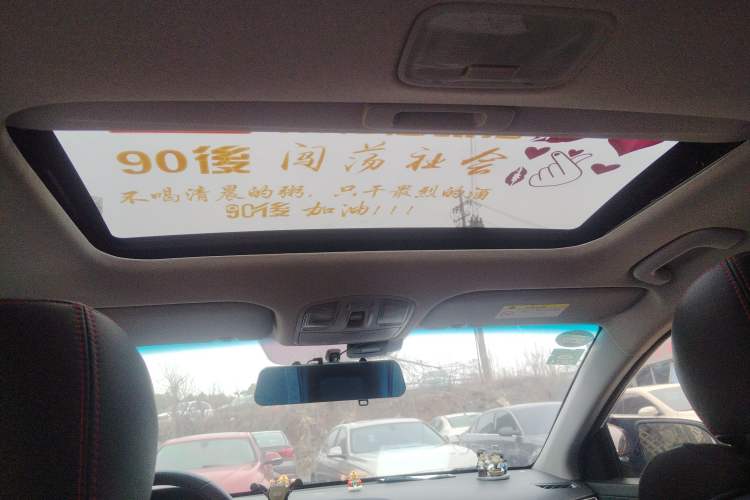 90後 闯荡社会
不喝清晨的粥，只干最烈的酒
90後 加油!!!